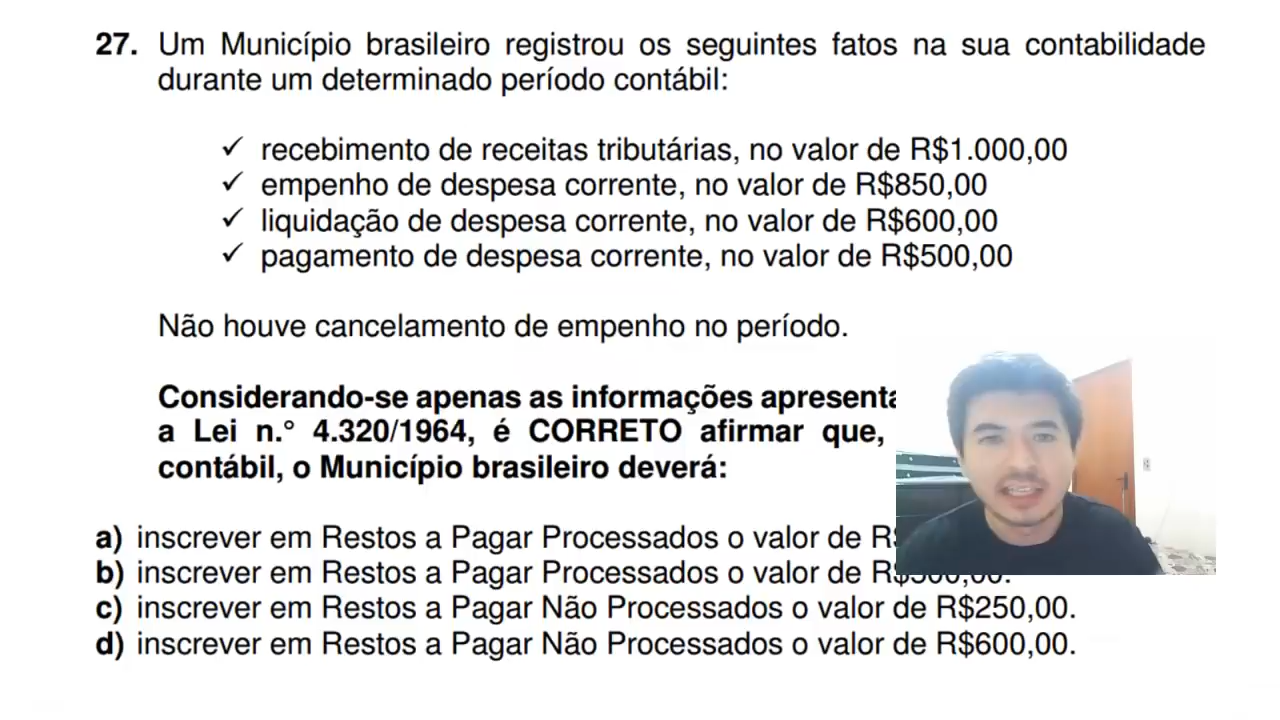 27. Um Município brasileiro registrou os seguintes fatos na sua contabilidade
durante um determinado período contábil:
✓ recebimento de receitas tributárias, no valor de R$1.000,00
✓ empenho de despesa corrente, no valor de R$850,00
✓ liquidação de despesa corrente, no valor de R$600,00
✓ pagamento de despesa corrente, no valor de R$500,00
Não houve cancelamento de empenho no período.
Considerando-se apenas as informações
a Lei n.° 4.320/1964, é CORRETO afirmar que,
contábil, o Município brasileiro deverá:
a) inscrever em Restos a Pagar Processados o valor de
b) inscrever em Restos a Pagar Processados o valor de
c) inscrever em Restos a Pagar Não Processados o valor de R$250,00.
d) inscrever em Restos a Pagar Não Processados o valor de R$600,00.